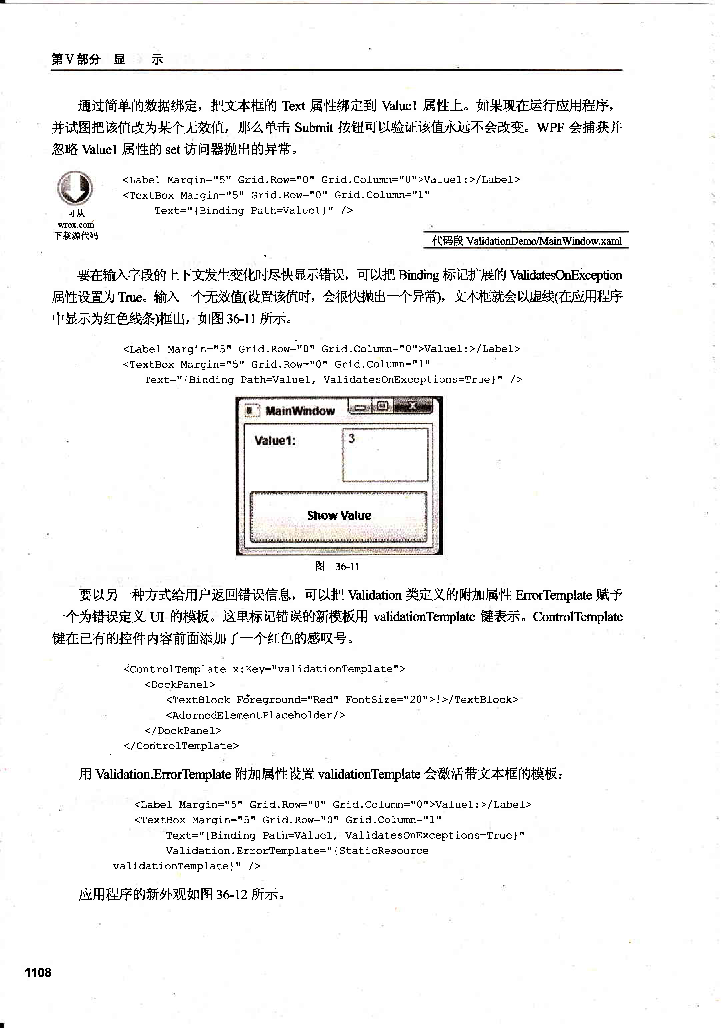 第V部分 显 示
通过简单的数据绑定，把文本框的 Text 属性绑定到 Value1 属性上。如果现在运行应用程序，
并试图把该值改为某个无效值，那么单击 Submit 按钮可以验证该值永远不会改变。WPF 会捕获并
忽略 Value1 属性的 set 访问器抛出的异常。
<Label Margin="5" Grid.Row="0" Grid.Column="0">Value1:>/Label>
<TextBox Margin="5" Grid.Row="0" Grid.Column="1"
Text="{Binding Path=Value1}" />
可从
wrox.com
下载源代码
代码段 ValidationDemo/MainWindow.xaml
要在输入字段的上下文发生变化时尽快显示错误，可以把 Binding 标记扩展的 ValidatesOnException
属性设置为 True。输入一个无效值(设置该值时，会很快抛出一个异常)，文本框就会以虚线(在应用程序
中显示为红色线条)框出，如图 36-11 所示。
<Label Margin="5" Grid.Row="0" Grid.Column="0">Value1:>/Label>
<TextBox Margin="5" Grid.Row="0" Grid.Column="1"
Text="{Binding Path=Value1, ValidatesOnExceptions=True}" />
MainWindow
Value1:
3
Show Value
图 36-11
要以另一种方式给用户返回错误信息，可以把 Validation 类定义的附加属性 ErrorTemplate 赋予
一个为错误定义 UI 的模板。这里标记错误的新模板用 validationTemplate 键表示。ControlTemplate
键在已有的控件内容前面添加了一个红色的感叹号。
<ControlTemplate x:Key="validationTemplate">
<DockPanel>
<TextBlock Foreground="Red" FontSize="20">!>/TextBlock>
<AdornedElementPlaceholder/>
</DockPanel>
</ControlTemplate>
用 Validation.ErrorTemplate 附加属性设置 validationTemplate 会激活带文本框的模板：
<Label Margin="5" Grid.Row="0" Grid.Column="0">Value1:>/Label>
<TextBox Margin="5" Grid.Row="0" Grid.Column="1"
Text="{Binding Path=Value1, ValidatesOnExceptions=True}"
Validation.ErrorTemplate="{StaticResource
validationTemplate}" />
应用程序的新外观如图 36-12 所示。
1108